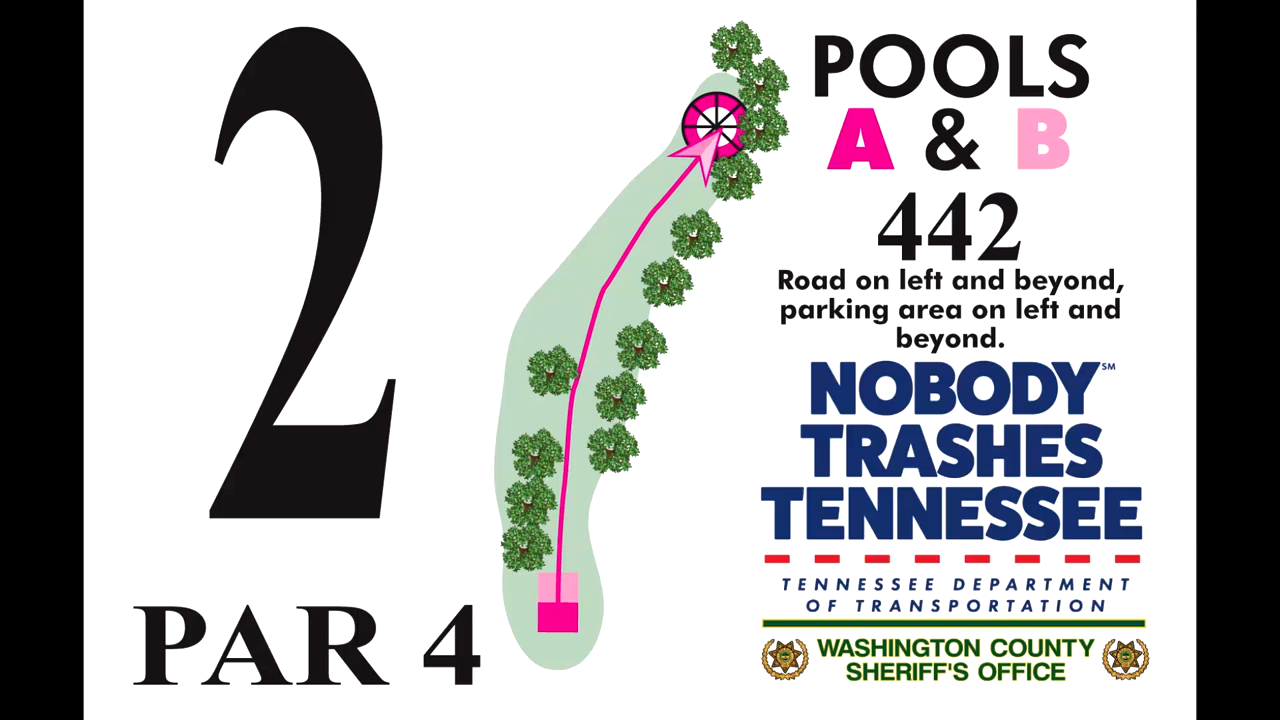 2
PAR 4
POOLS
A & B
442
Road on left and beyond,
parking area on left and
beyond.
NOBODY℠
TRASHES
TENNESSEE
TENNESSEE DEPARTMENT
OF TRANSPORTATION
WASHINGTON COUNTY
SHERIFF'S OFFICE